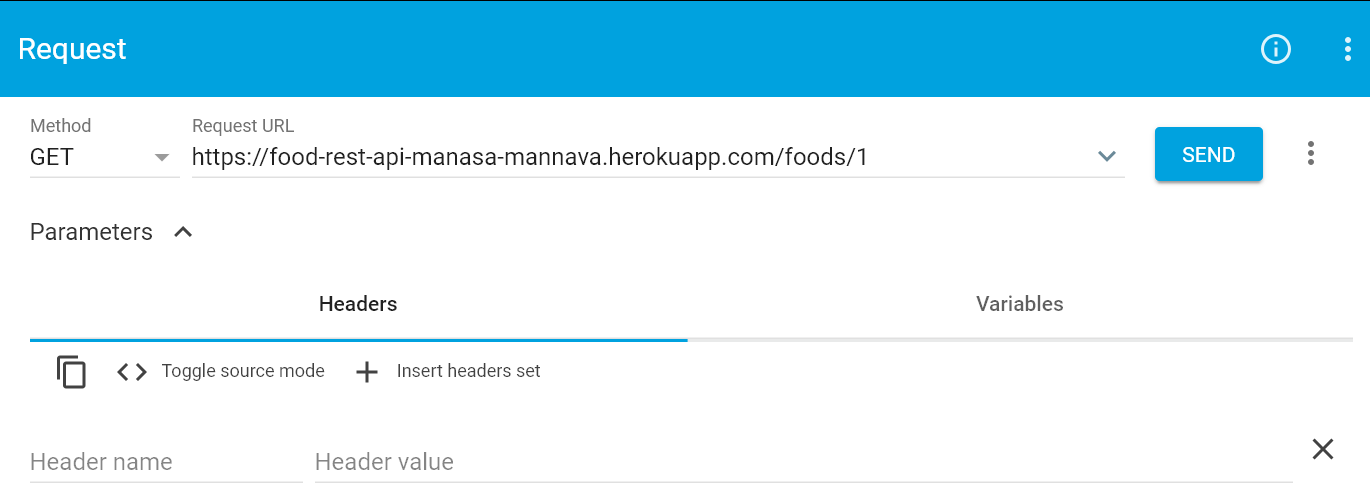 Request
Method
Request URL
GET
https://food-rest-api-manasa-mannava.herokuapp.com/foods/1
SEND
Parameters
Headers
Variables
Toggle source mode
Insert headers set
Header name
Header value